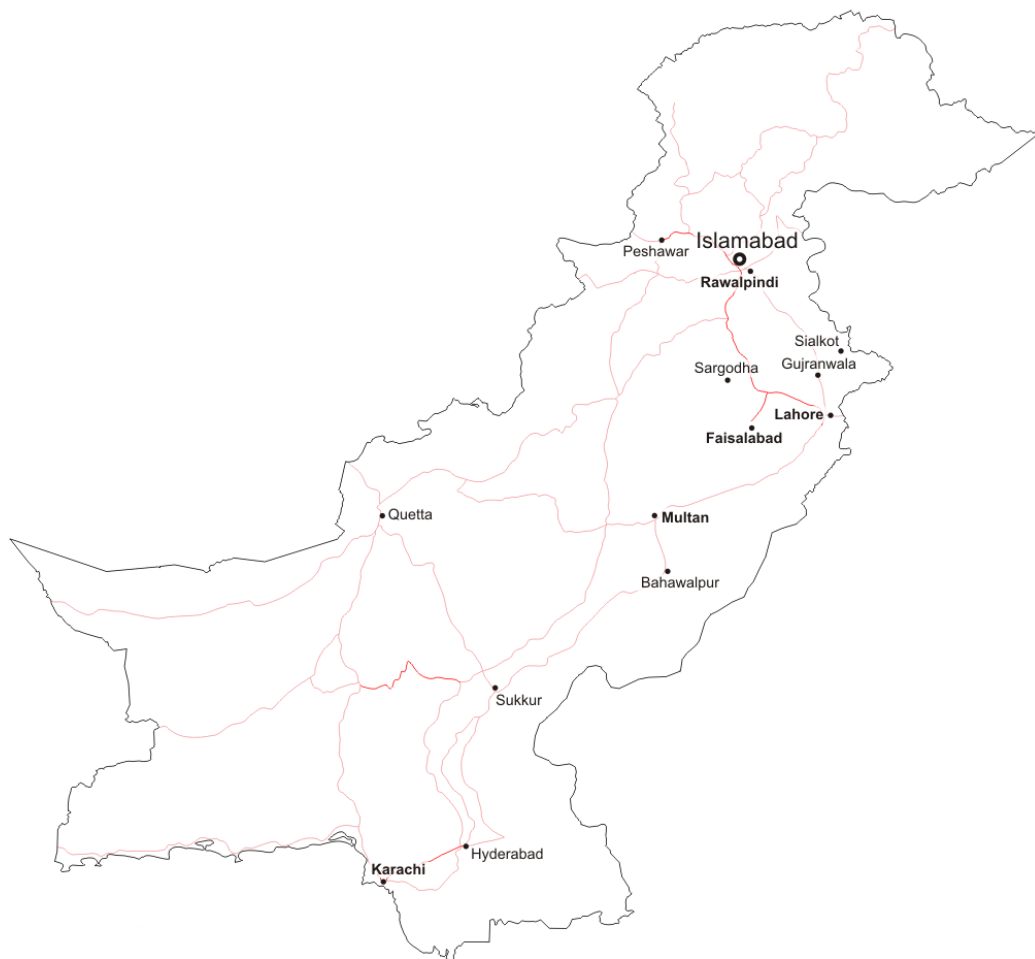 Islamabad
Peshawar
Rawalpindi
Sialkot
Gujranwala
Sargodha
Lahore
Faisalabad
Quetta
Multan
Bahawalpur
Sukkur
Hyderabad
Karachi